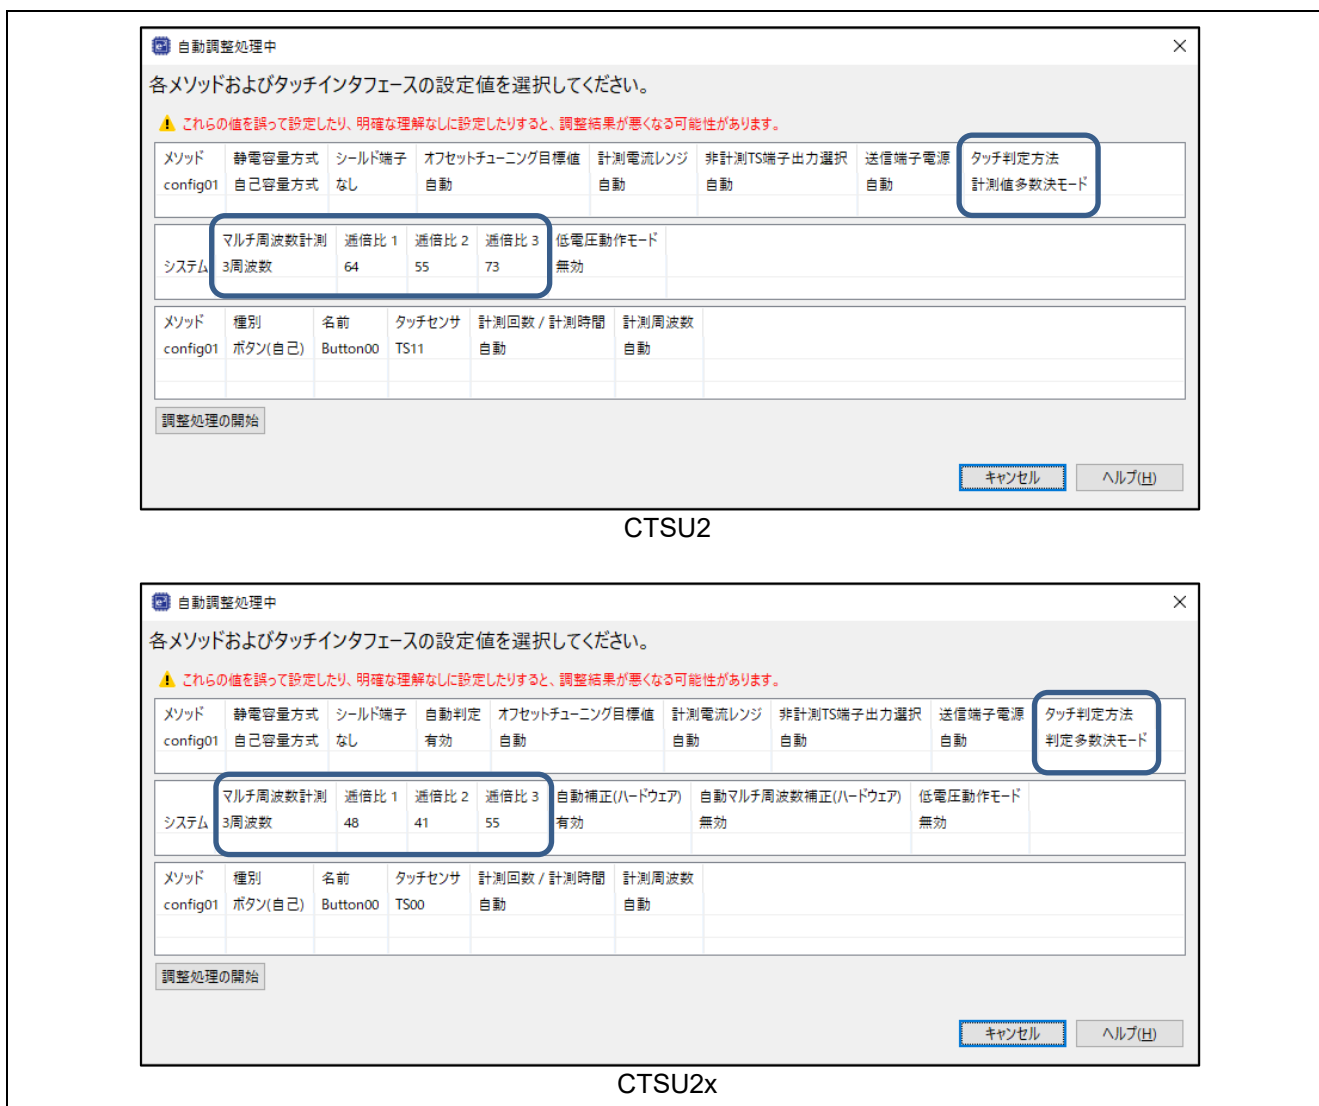 自動調整処理中
各メソッドおよびタッチインタフェースの設定値を選択してください。
これらの値を誤って設定したり、明確な理解なしに設定したりすると、調整結果が悪くなる可能性があります。
メソッド 静電容量方式 シールド端子 オフセットチューニング目標値 計測電流レンジ 非計測TS端子出力選択 送信端子電源 タッチ判定方法
config01 自己容量方式 なし 自動 自動 自動 自動 計測値多数決モード
マルチ周波数計測 逓倍比 1 逓倍比 2 逓倍比 3 低電圧動作モード
システム 3周波数 64 55 73 無効
メソッド 種別 名前 タッチセンサ 計測回数 / 計測時間 計測周波数
config01 ボタン(自己) Button00 TS11 自動 自動
調整処理の開始
キャンセル ヘルプ(H)
CTSU2
自動調整処理中
各メソッドおよびタッチインタフェースの設定値を選択してください。
これらの値を誤って設定したり、明確な理解なしに設定したりすると、調整結果が悪くなる可能性があります。
メソッド 静電容量方式 シールド端子 自動判定 オフセットチューニング目標値 計測電流レンジ 非計測TS端子出力選択 送信端子電源 タッチ判定方法
config01 自己容量方式 なし 有効 自動 自動 自動 自動 判定多数決モード
マルチ周波数計測 逓倍比 1 逓倍比 2 逓倍比 3 自動補正(ハードウェア) 自動マルチ周波数補正(ハードウェア) 低電圧動作モード
システム 3周波数 48 41 55 有効 無効 無効
メソッド 種別 名前 タッチセンサ 計測回数 / 計測時間 計測周波数
config01 ボタン(自己) Button00 TS00 自動 自動
調整処理の開始
キャンセル ヘルプ(H)
CTSU2x